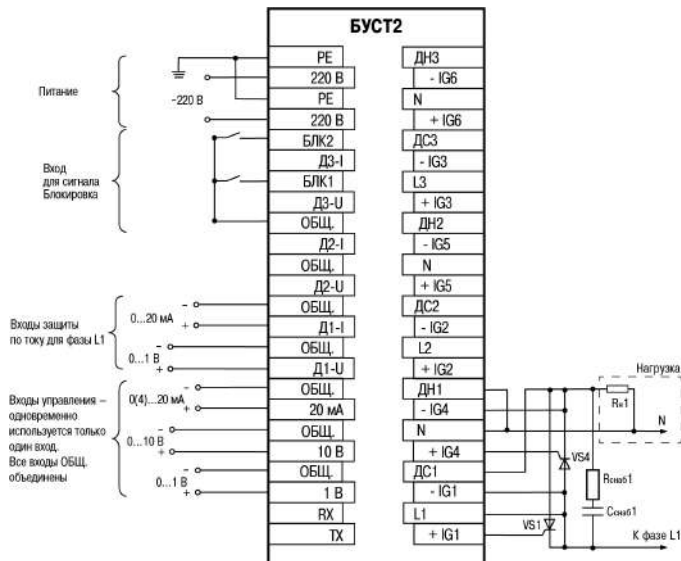 БУСТ2
PE
220 В
PE
220 В
БЛК2
Д3-I
БЛК1
Д3-U
ОБЩ.
Д2-I
ОБЩ.
Д2-U
ОБЩ.
Д1-I
ОБЩ.
Д1-U
ОБЩ.
20 мА
ОБЩ.
10 В
ОБЩ.
1 В
RX
TX
ДН3
- IG6
N
+ IG6
ДС3
- IG3
L3
+ IG3
ДН2
- IG5
N
+ IG5
ДС2
- IG2
L2
+ IG2
ДН1
- IG4
N
+ IG4
ДС1
- IG1
L1
+ IG1
Питание
~220 В
Вход
для сигнала
Блокировка
Входы защиты
по току для фазы L1
-
0...20 мА
+
-
0...1 В
+
Входы управления –
одновременно
используется только
один вход.
Все входы ОБЩ.
объединены
-
0(4)...20 мА
+
-
0...10 В
+
-
0...1 В
+
Нагрузка
Rн1
N
VS4
Rснаб1
Cснаб1
VS1
К фазе L1